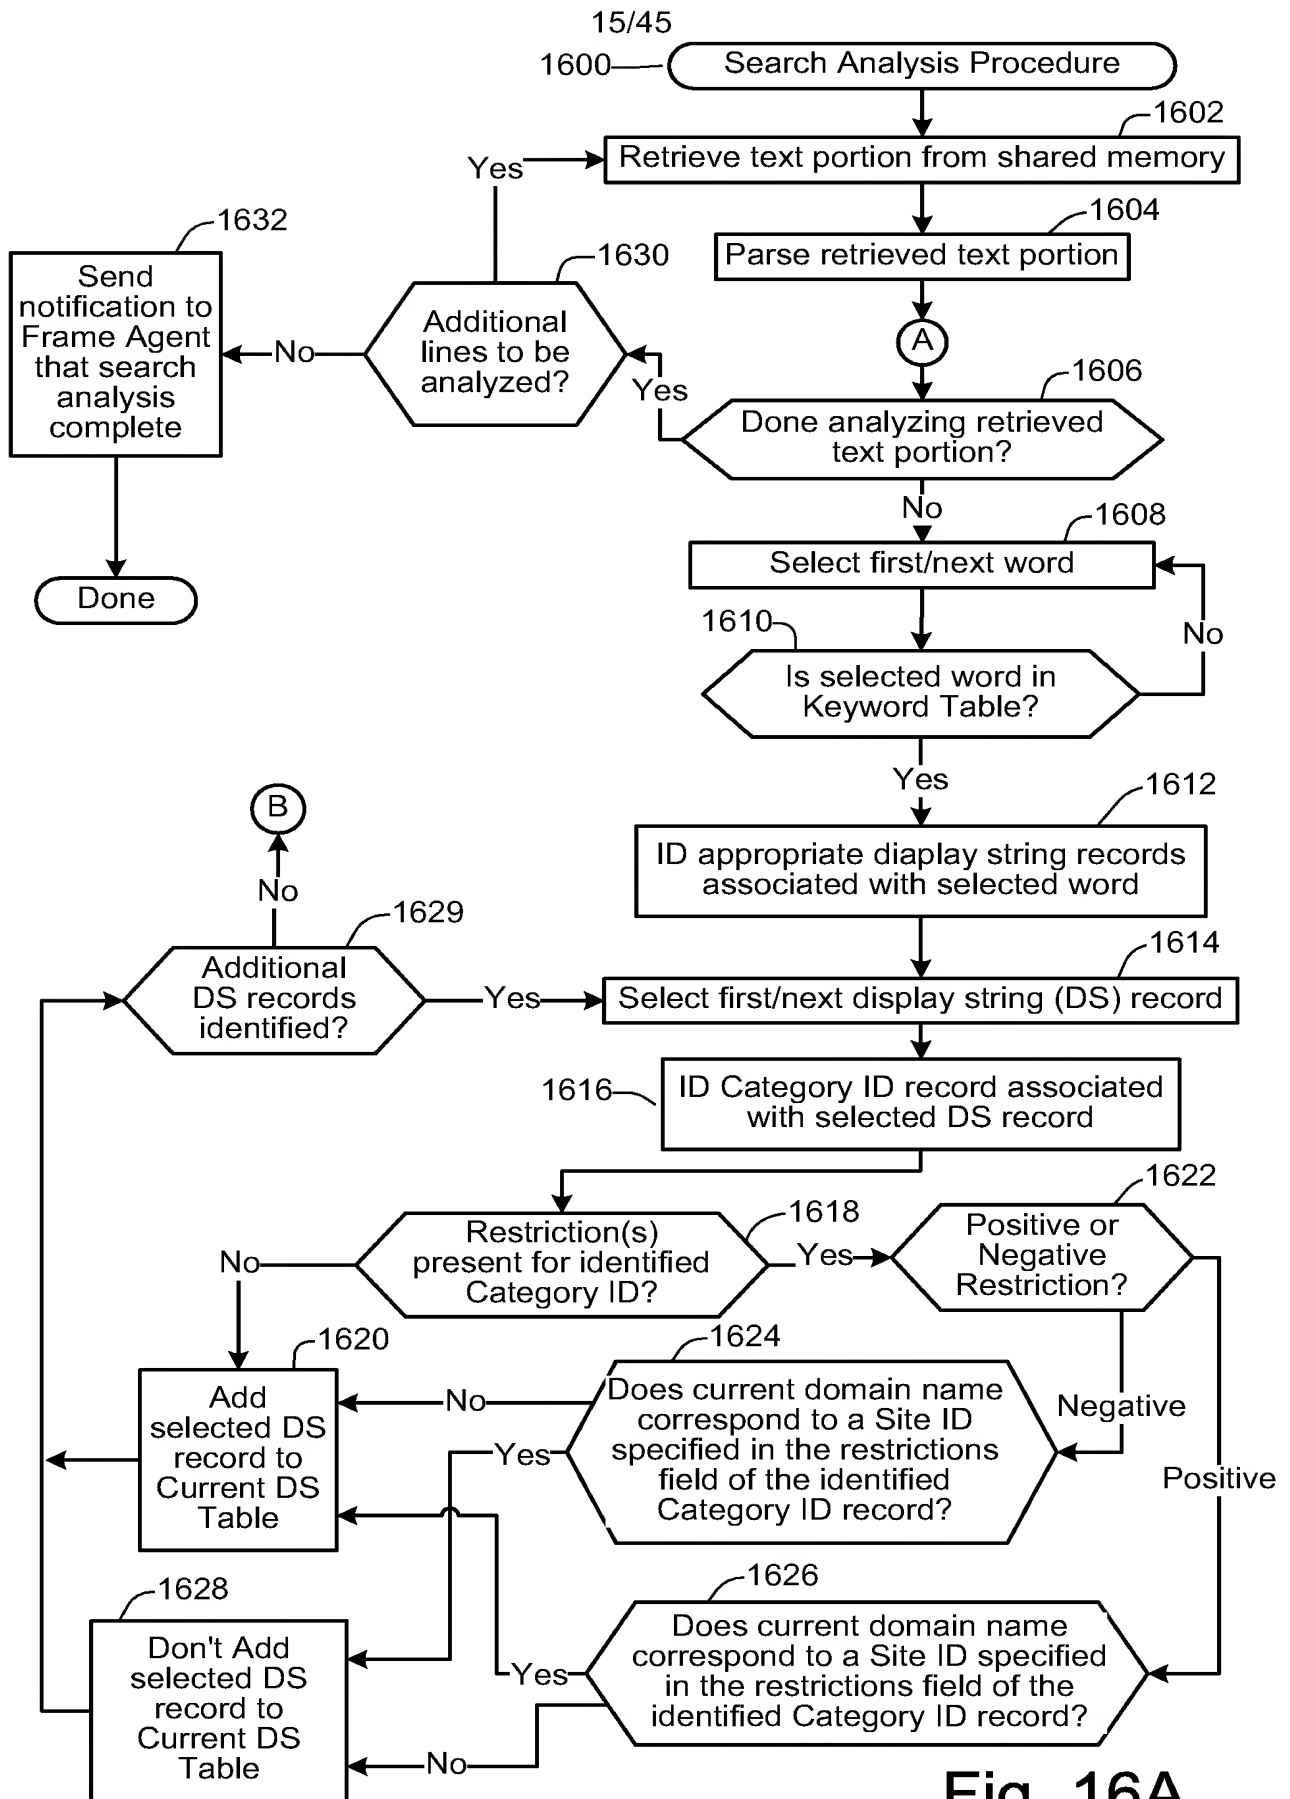 15/45
1600
Search Analysis Procedure
1602
Retrieve text portion from shared memory
Yes
1604
Parse retrieved text portion
1632
Send
notification to
Frame Agent
that search
analysis
complete
1630
Additional
lines to be
analyzed?
No
Yes
A
1606
Done analyzing retrieved
text portion?
No
1608
Select first/next word
Done
1610
Is selected word in
Keyword Table?
No
Yes
1612
ID appropriate diaplay string records
associated with selected word
B
No
1629
Additional
DS records
identified?
Yes
1614
Select first/next display string (DS) record
1616
ID Category ID record associated
with selected DS record
1618
Restriction(s)
present for identified
Category ID?
No
Yes
1622
Positive or
Negative
Restriction?
1620
Add
selected DS
record to
Current DS
Table
1624
Does current domain name
correspond to a Site ID
specified in the restrictions
field of the identified
Category ID record?
No
Yes
Negative
Positive
1628
Don't Add
selected DS
record to
Current DS
Table
1626
Does current domain name
correspond to a Site ID specified
in the restrictions field of the
identified Category ID record?
Yes
No
Fig. 16A